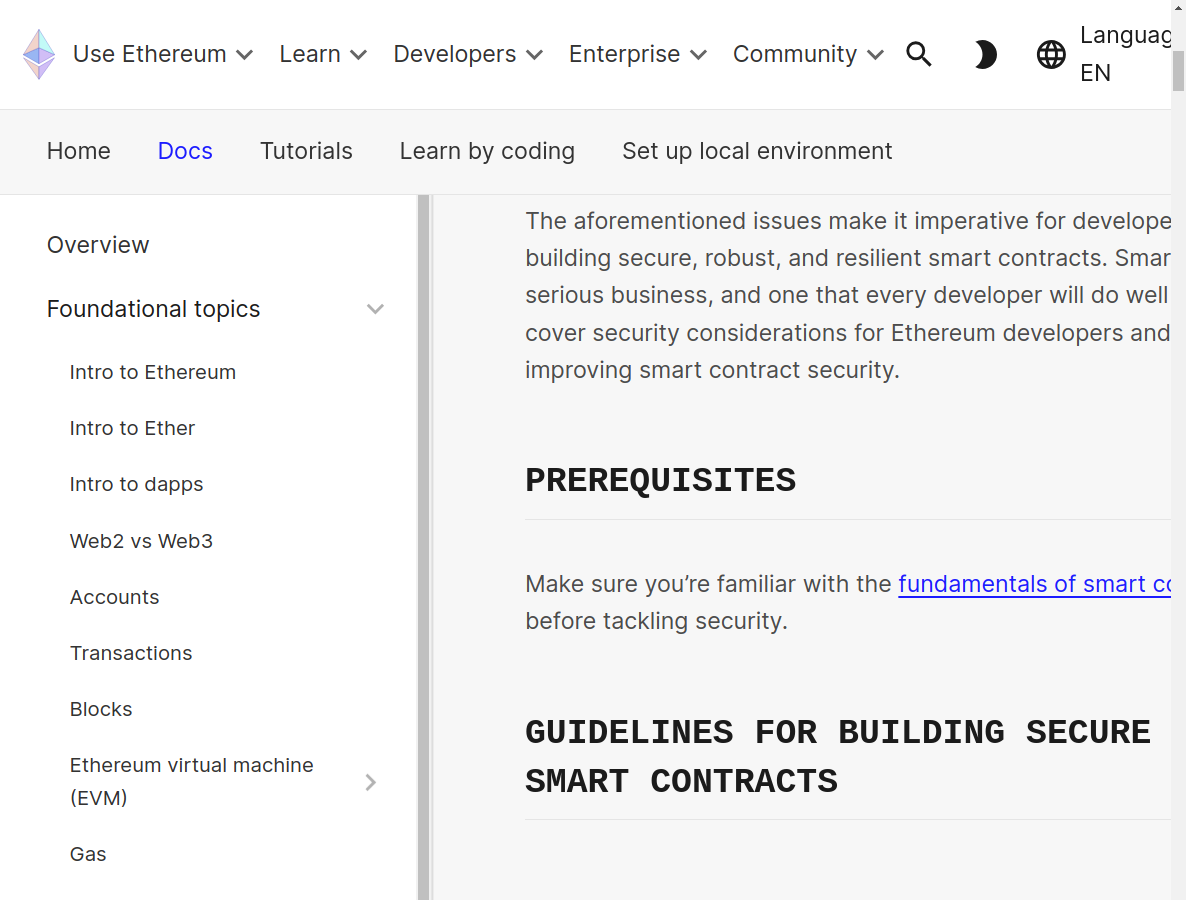 Use Ethereum Learn Developers Enterprise Community
EN
Home Docs Tutorials Learn by coding Set up local environment
Overview
Foundational topics
Intro to Ethereum
Intro to Ether
Intro to dapps
Web2 vs Web3
Accounts
Transactions
Blocks
Ethereum virtual machine
(EVM)
Gas
The aforementioned issues make it imperative for
building secure, robust, and resilient smart contracts.
serious business, and one that every developer will do well
cover security considerations for Ethereum developers and
improving smart contract security.
PREREQUISITES
Make sure you’re familiar with the fundamentals of smart
before tackling security.
GUIDELINES FOR BUILDING SECURE
SMART CONTRACTS